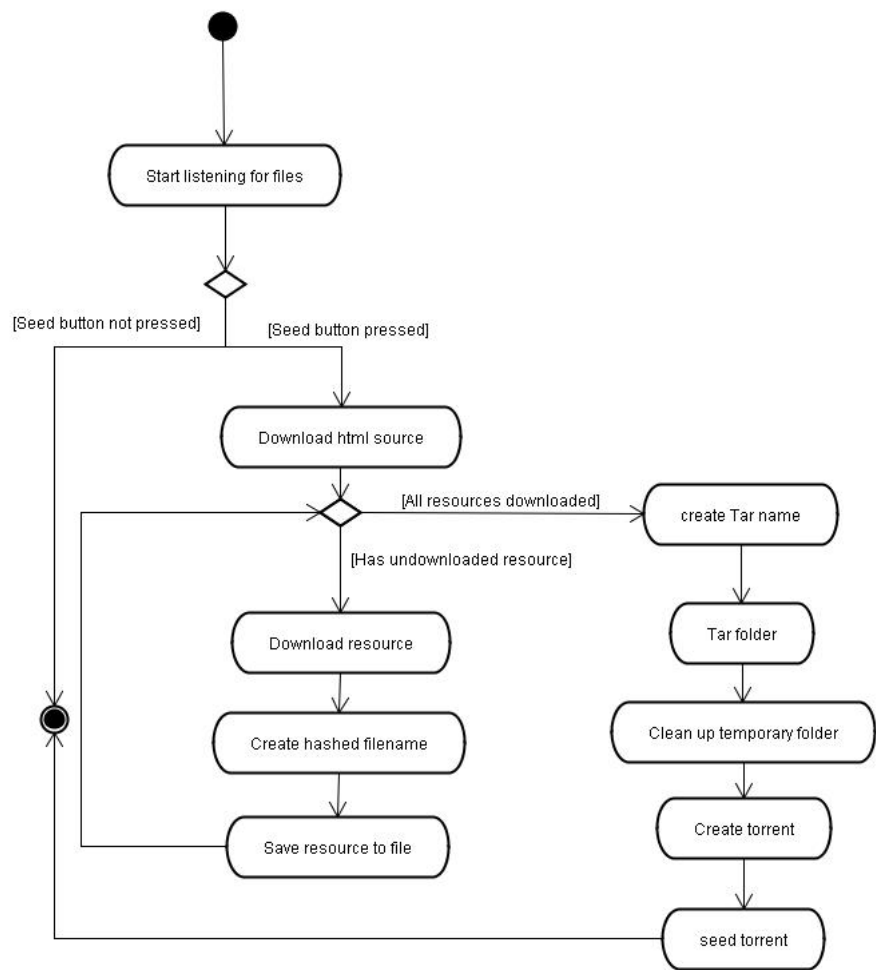 Start listening for files
[Seed button not pressed]
[Seed button pressed]
Download html source
[All resources downloaded]
create Tar name
[Has undownloaded resource]
Download resource
Tar folder
Create hashed filename
Clean up temporary folder
Save resource to file
Create torrent
seed torrent